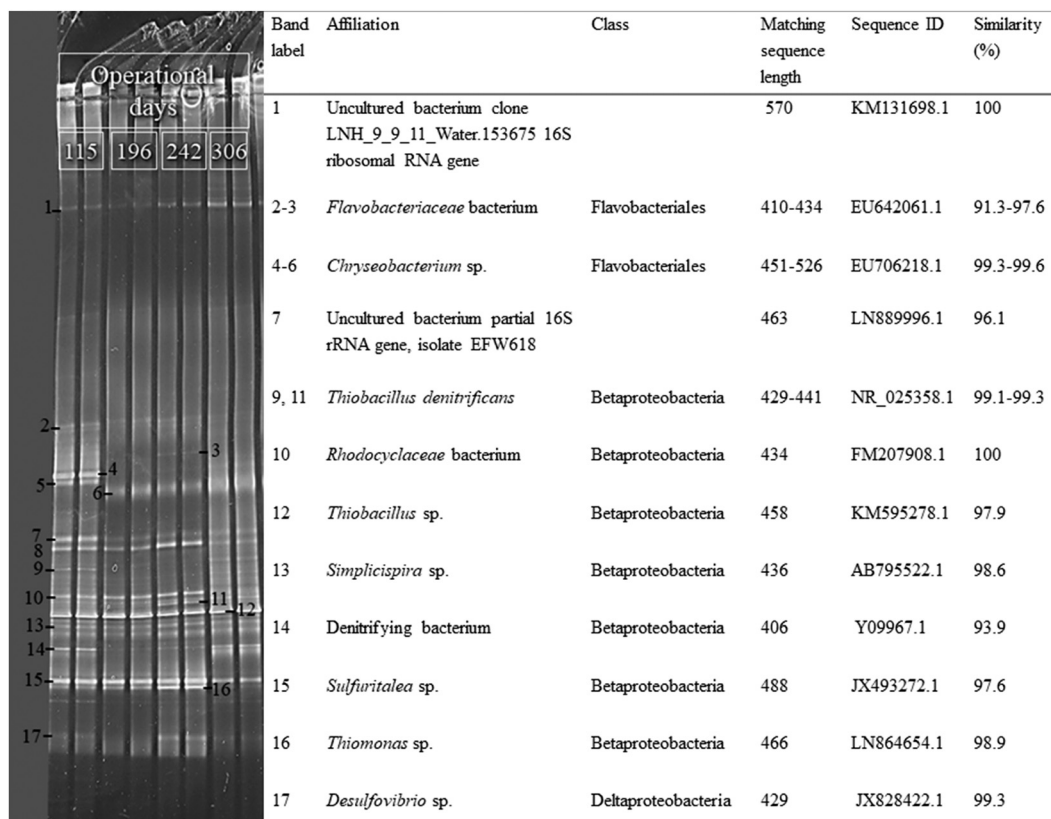 Operational
days
115 196 242 306
1
2
3
4
5
6
7
8
9
10
11
12
13
14
15
16
17
Band label Affiliation Class Matching sequence length Sequence ID Similarity (%)
1 Uncultured bacterium clone 570 KM131698.1 100
LNH_9_9_11_Water.153675 16S
ribosomal RNA gene
2-3 Flavobacteriaceae bacterium Flavobacteriales 410-434 EU642061.1 91.3-97.6
4-6 Chryseobacterium sp. Flavobacteriales 451-526 EU706218.1 99.3-99.6
7 Uncultured bacterium partial 16S 463 LN889996.1 96.1
rRNA gene, isolate EFW618
9, 11 Thiobacillus denitrificans Betaproteobacteria 429-441 NR_025358.1 99.1-99.3
10 Rhodocyclaceae bacterium Betaproteobacteria 434 FM207908.1 100
12 Thiobacillus sp. Betaproteobacteria 458 KM595278.1 97.9
13 Simplicispira sp. Betaproteobacteria 436 AB795522.1 98.6
14 Denitrifying bacterium Betaproteobacteria 406 Y09967.1 93.9
15 Sulfuritalea sp. Betaproteobacteria 488 JX493272.1 97.6
16 Thiomonas sp. Betaproteobacteria 466 LN864654.1 98.9
17 Desulfovibrio sp. Deltaproteobacteria 429 JX828422.1 99.3